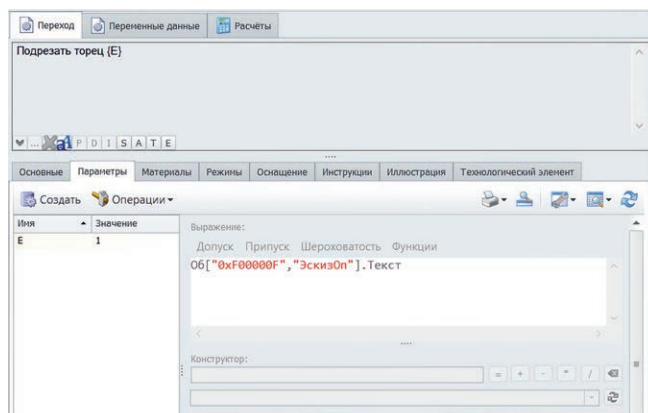 Переход Переменные данные Расчёты
Подрезать торец {E}
... P D I S A T E
Основные Параметры Материалы Режимы Оснащение Инструкции Иллюстрация Технологический элемент
Создать Операции
Имя Значение
E 1
Выражение:
Допуск Припуск Шероховатость Функции
Об["0xF00000F","ЭскизОп"].Текст
Конструктор:
= + - * /